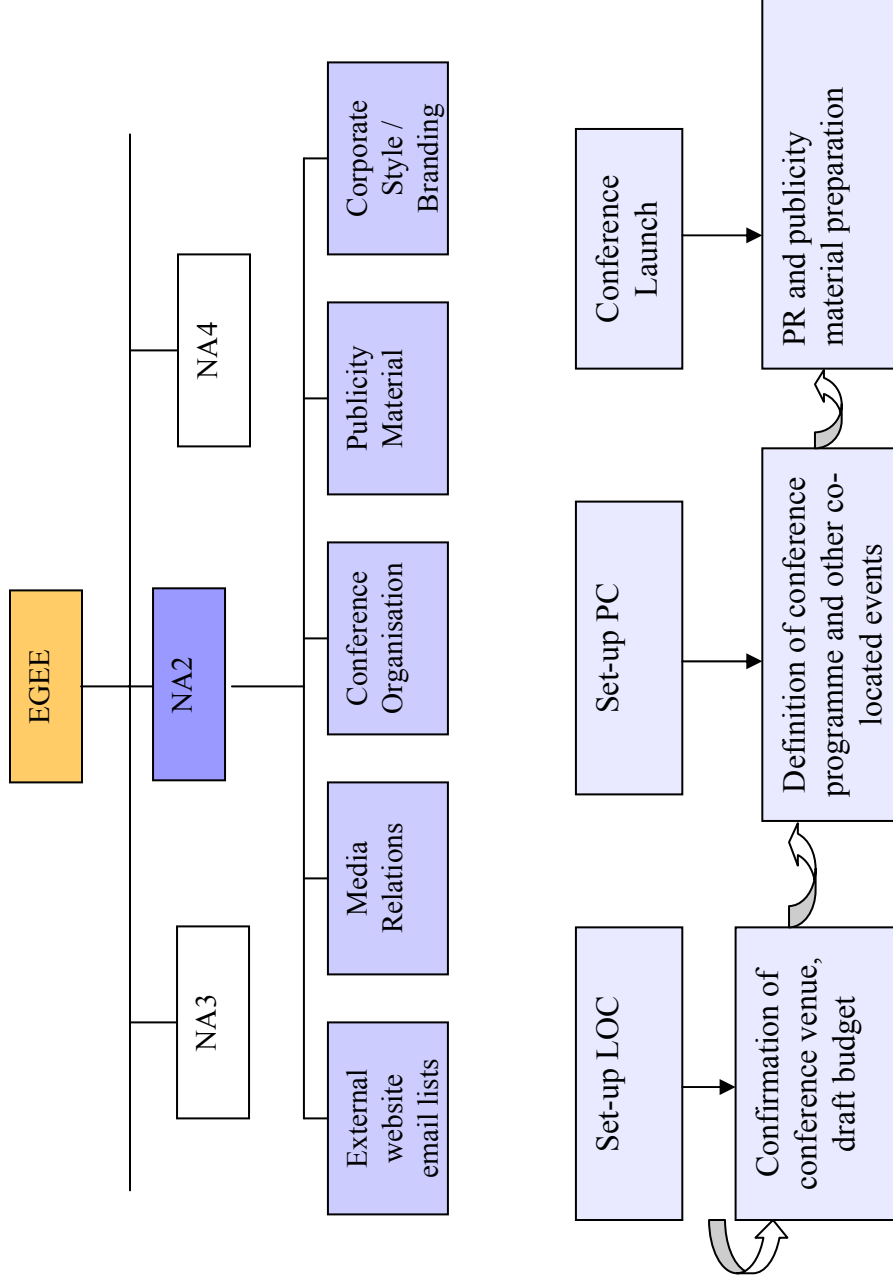 EGEE
NA3
NA2
NA4
External
website
email lists
Media
Relations
Conference
Organisation
Publicity
Material
Corporate
Style /
Branding
Set-up LOC
Set-up PC
Conference
Launch
Confirmation of
conference venue,
draft budget
Definition of conference
programme and other co-
located events
PR and publicity
material preparation